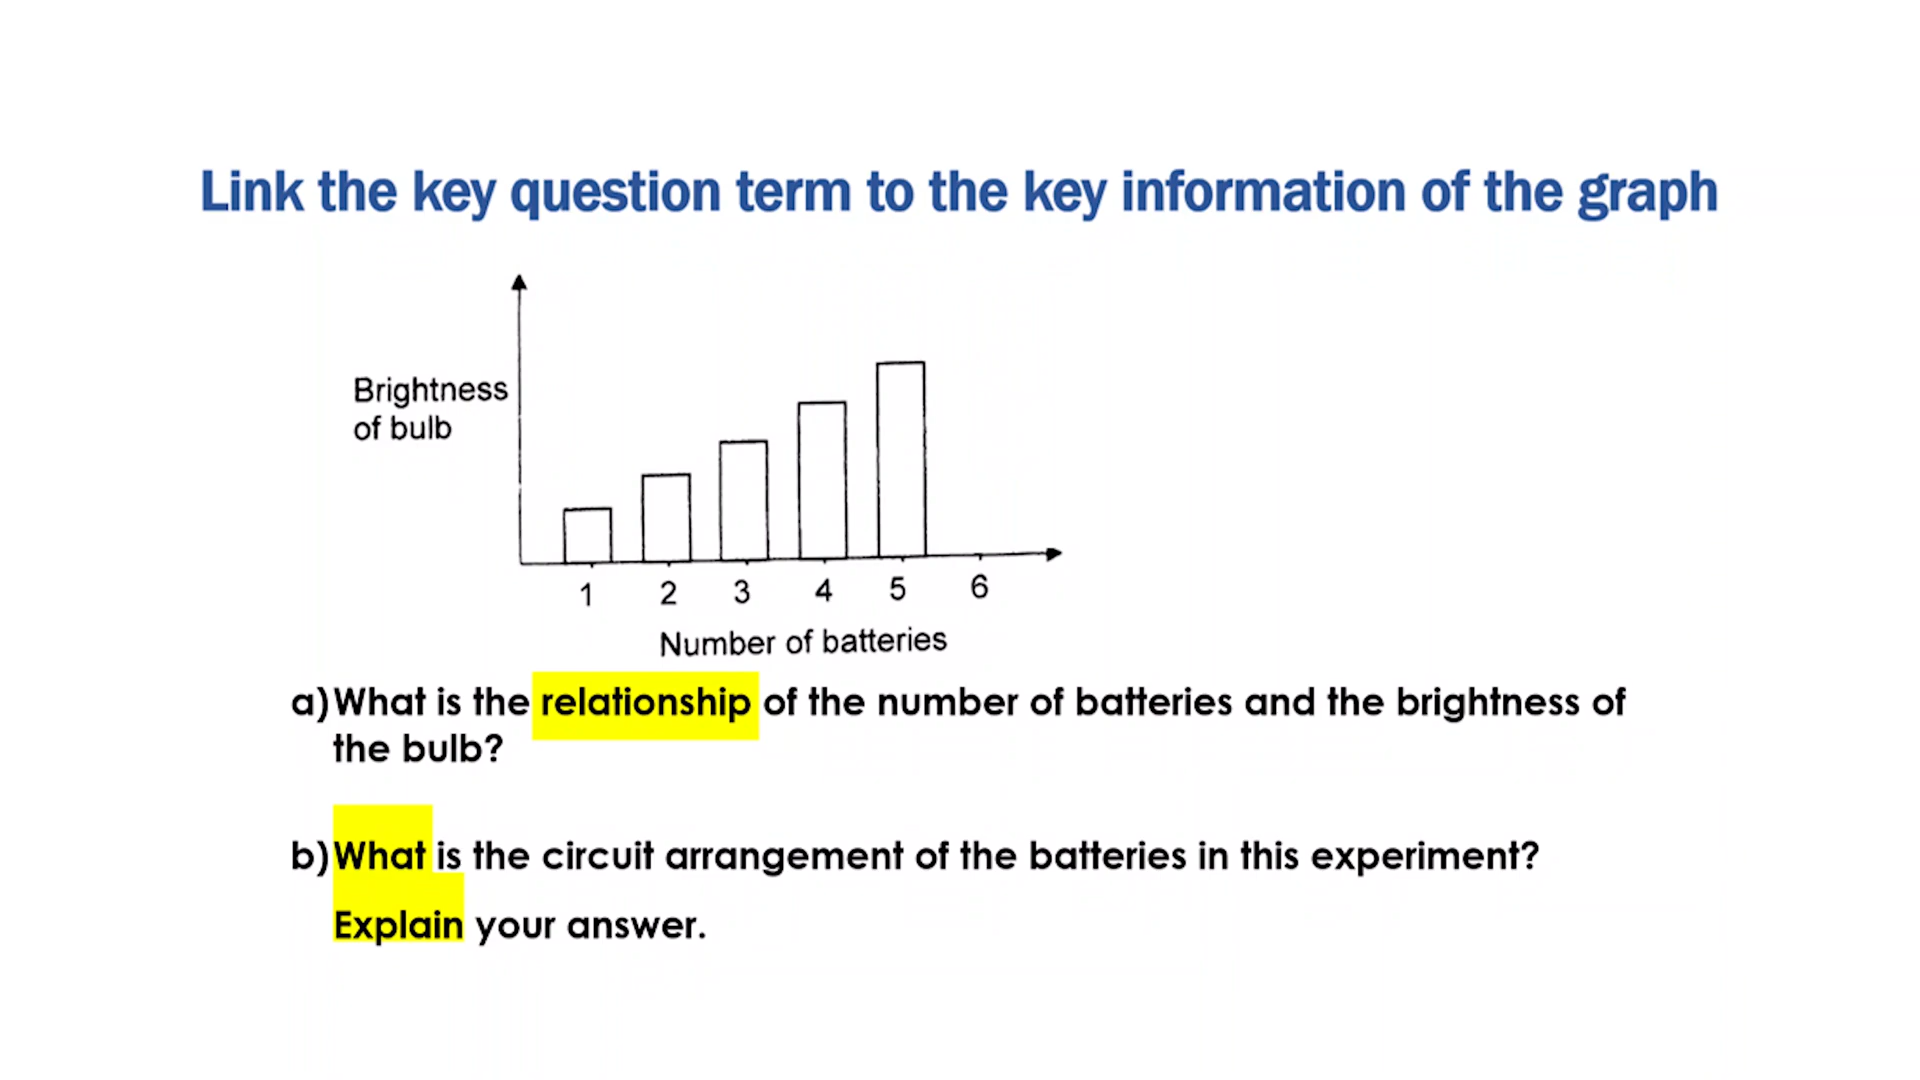 Link the key question term to the key information of the graph
Brightness
of bulb
1 2 3 4 5 6
Number of batteries
a) What is the relationship of the number of batteries and the brightness of
the bulb?
b) What is the circuit arrangement of the batteries in this experiment?
Explain your answer.